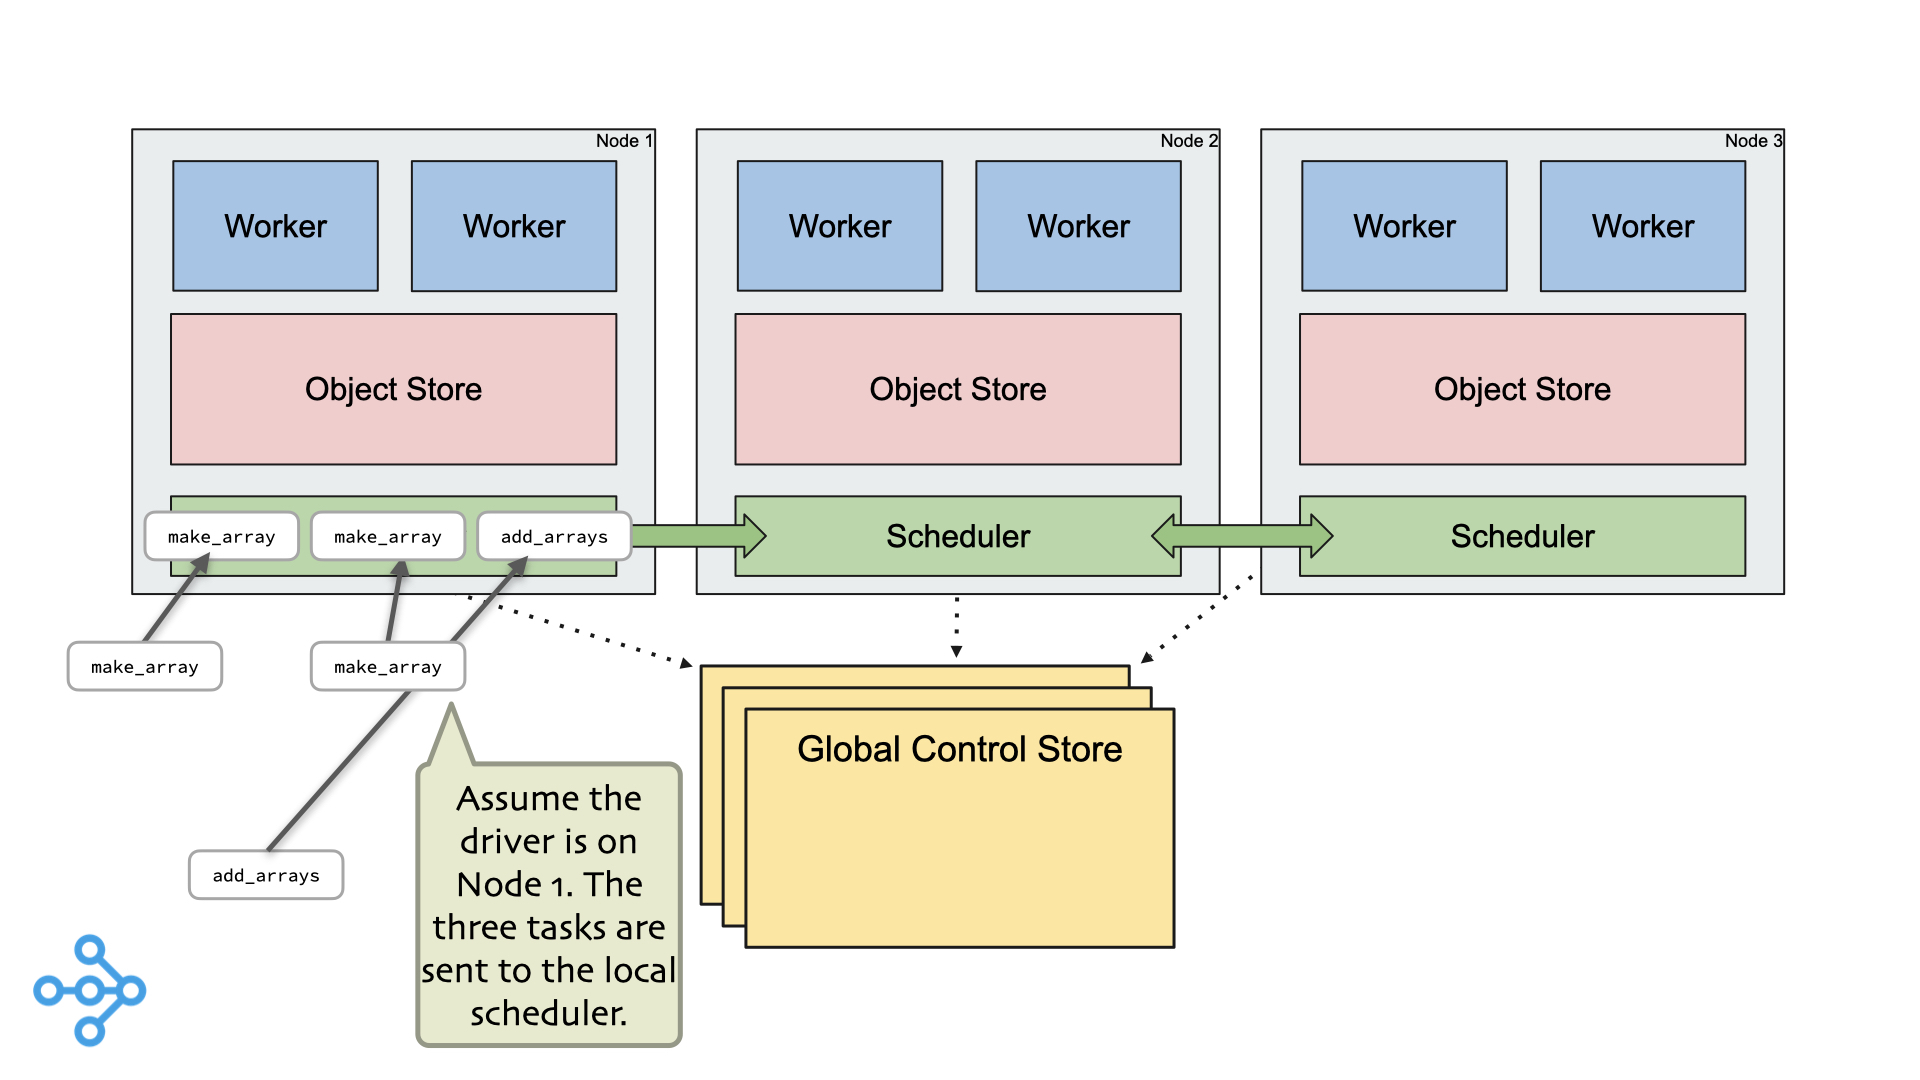 Node 1
Node 2
Node 3
Worker
Worker
Worker
Worker
Worker
Worker
Object Store
Object Store
Object Store
make_array
make_array
add_arrays
Scheduler
Scheduler
make_array
make_array
Global Control Store
Assume the
driver is on
Node 1. The
three tasks are
sent to the local
scheduler.
add_arrays